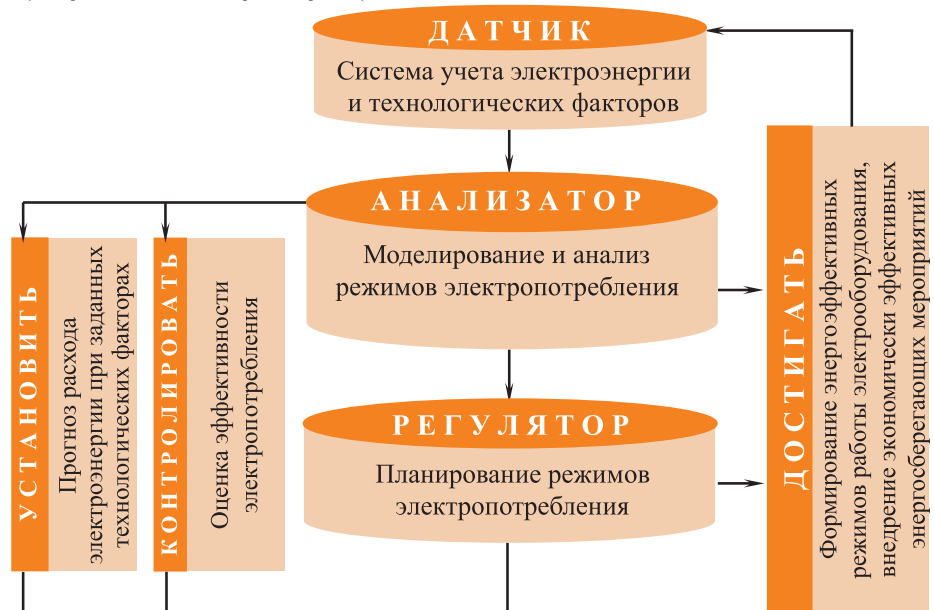 ДАТЧИК
Система учета электроэнергии
и технологических факторов
АНАЛИЗАТОР
Моделирование и анализ
режимов электропотребления
РЕГУЛЯТОР
Планирование режимов
электропотребления
УСТАНОВИТЬ
Прогноз расхода
электроэнергии при заданных
технологических факторах
КОНТРОЛИРОВАТЬ
Оценка эффективности
электропотребления
ДОСТИГАТЬ
Формирование энергоэффективных
режимов работы электрооборудования,
внедрение экономически эффективных
энергосберегающих мероприятий